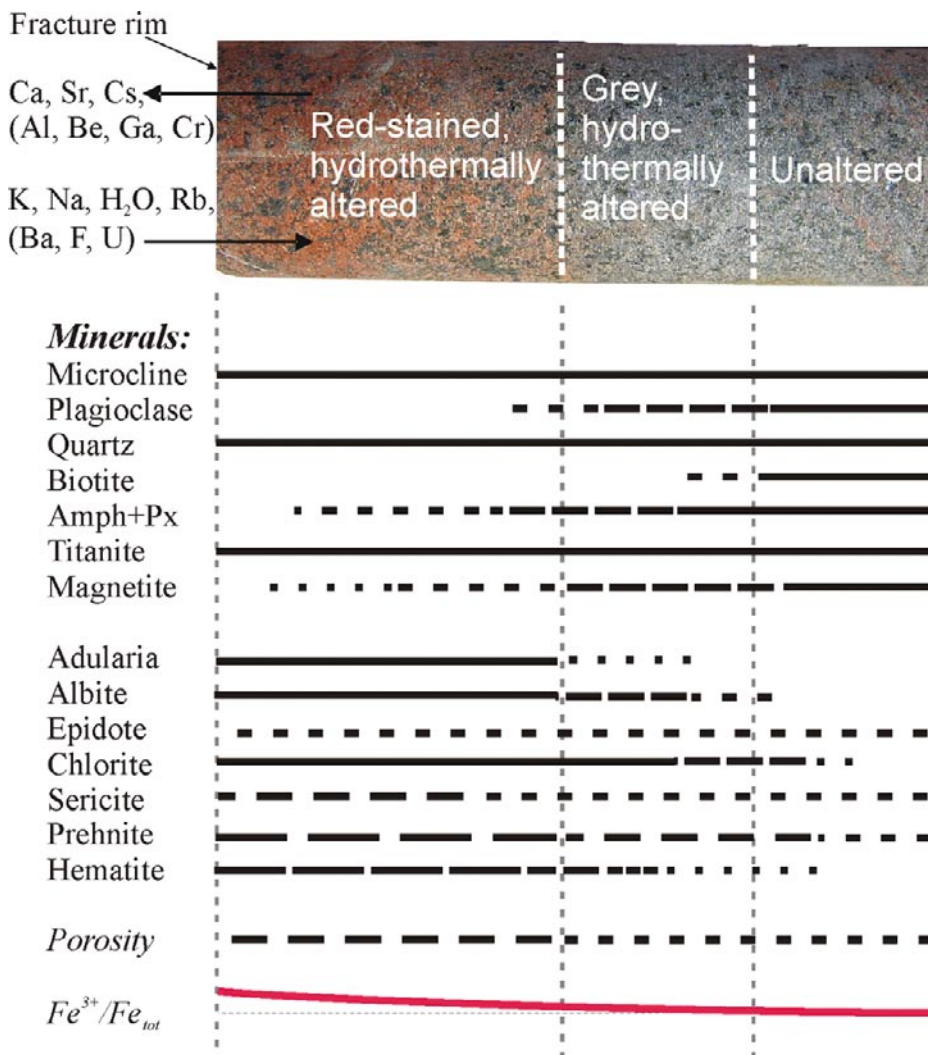 Fracture rim
Ca, Sr, Cs,
(Al, Be, Ga, Cr)
K, Na, H₂O, Rb,
(Ba, F, U)
Red-stained,
hydrothermally
altered
Grey,
hydro-
thermally
altered
Unaltered
Minerals:
Microcline
Plagioclase
Quartz
Biotite
Amph+Px
Titanite
Magnetite
Adularia
Albite
Epidote
Chlorite
Sericite
Prehnite
Hematite
Porosity
Fe³⁺/Feₜₒₜ